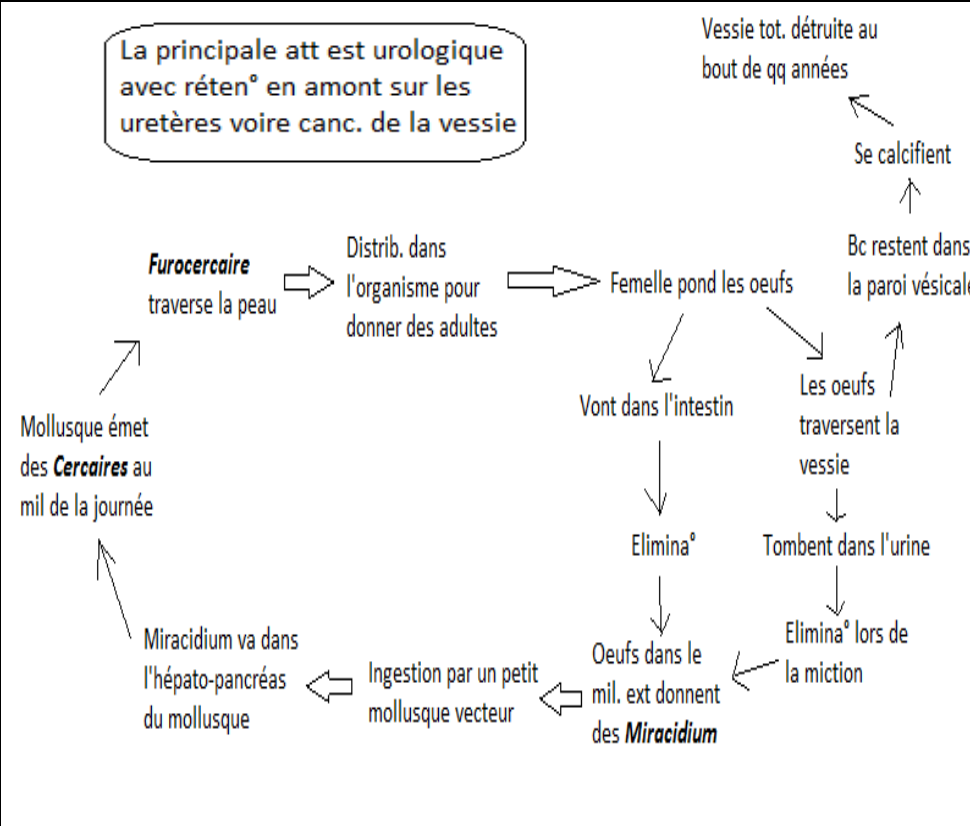 La principale att est urologique
avec réten° en amont sur les
uretères voire canc. de la vessie
Vessie tot. détruite au
bout de qq années
Se calcifient
Bc restent dans
la paroi vésicale
Furocercaire
traverse la peau
Distrib. dans
l'organisme pour
donner des adultes
Femelle pond les oeufs
Vont dans l'intestin
Les oeufs
traversent la
vessie
Elimina°
Tombent dans l'urine
Elimina° lors de
la miction
Oeufs dans le
mil. ext donnent
des Miracidium
Ingestion par un petit
mollusque vecteur
Miracidium va dans
l'hépato-pancréas
du mollusque
Mollusque émet
des Cercaires au
mil de la journée